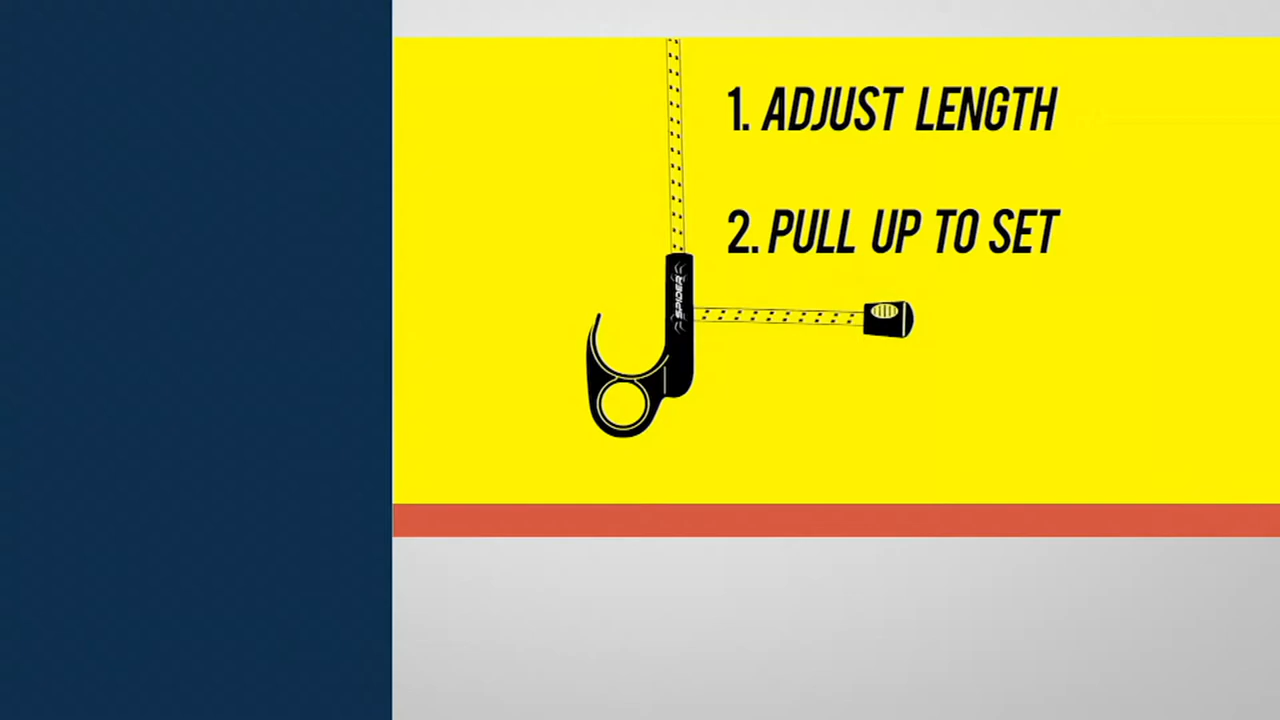 1. ADJUST LENGTH
2. PULL UP TO SET
SPIDER